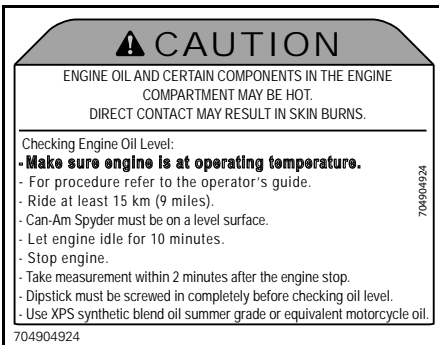 CAUTION
ENGINE OIL AND CERTAIN COMPONENTS IN THE ENGINE
COMPARTMENT MAY BE HOT.
DIRECT CONTACT MAY RESULT IN SKIN BURNS.
Checking Engine Oil Level:
- Make sure engine is at operating temperature.
- For procedure refer to the operator's guide.
- Ride at least 15 km (9 miles).
- Can-Am Spyder must be on a level surface.
- Let engine idle for 10 minutes.
- Stop engine.
- Take measurement within 2 minutes after the engine stop.
- Dipstick must be screwed in completely before checking oil level.
- Use XPS synthetic blend oil summer grade or equivalent motorcycle oil.
704904924
704904924